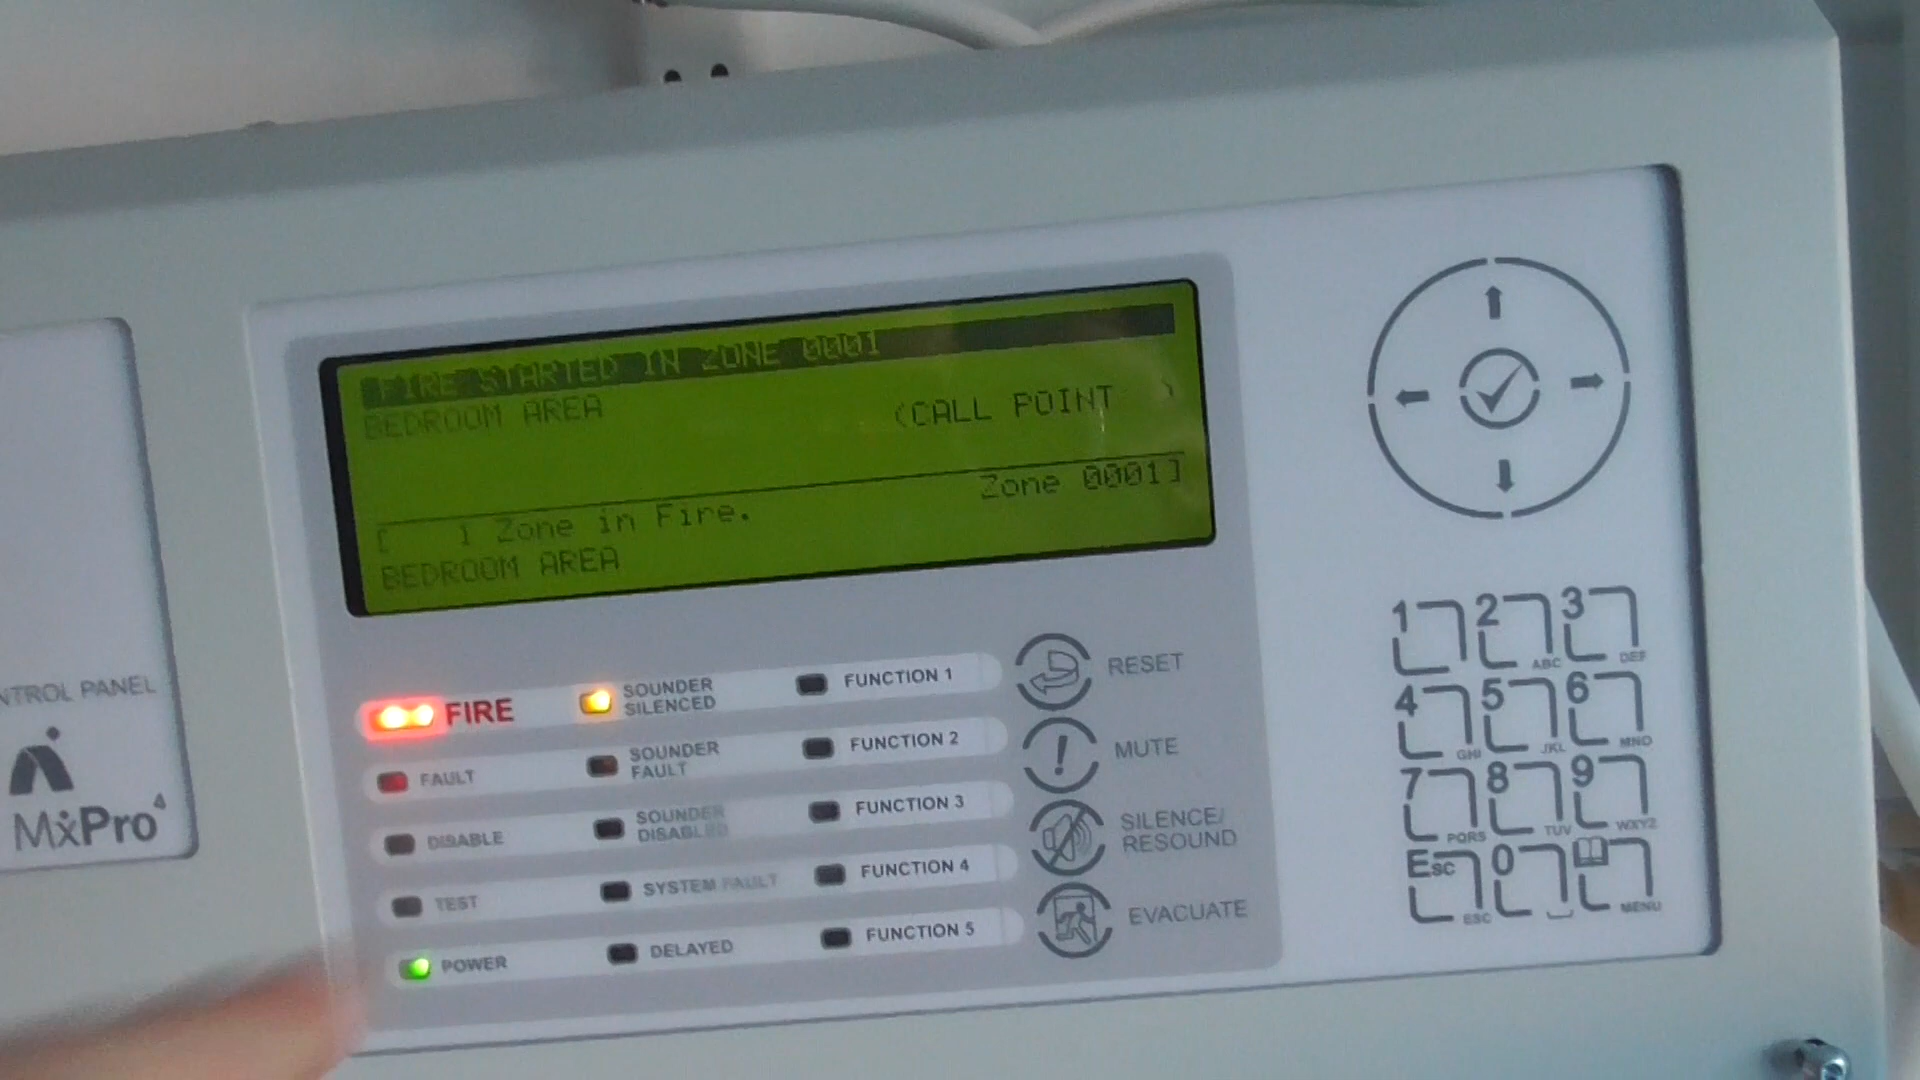 FIRE STARTED IN ZONE 0001
BEDROOM AREA (CALL POINT )
[ 1 Zone in Fire. Zone 0001]
BEDROOM AREA
NTROL PANEL
MxPro4
FIRE
FAULT
DISABLE
TEST
POWER
SOUNDER
SILENCED
SOUNDER
FAULT
SOUNDER
DISABLED
SYSTEM FAULT
DELAYED
FUNCTION 1
FUNCTION 2
FUNCTION 3
FUNCTION 4
FUNCTION 5
RESET
MUTE
SILENCE/
RESOUND
EVACUATE
1 2 ABC 3 DEF
4 GHI 5 JKL 6 MNO
7 PQRS 8 TUV 9 WXYZ
Esc ESC 0 MENU